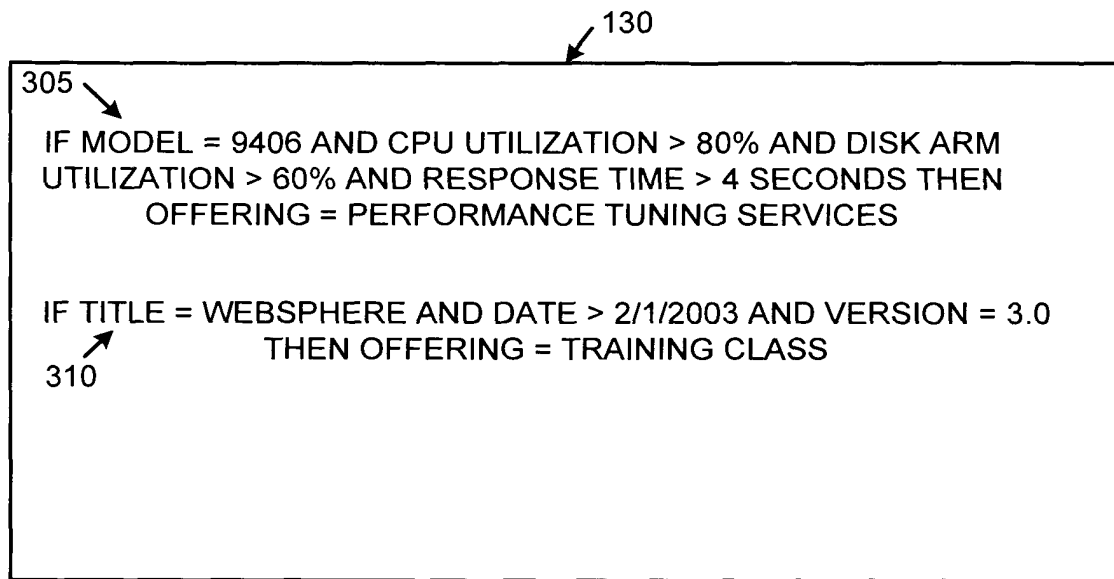 130
305
IF MODEL = 9406 AND CPU UTILIZATION > 80% AND DISK ARM
UTILIZATION > 60% AND RESPONSE TIME > 4 SECONDS THEN
OFFERING = PERFORMANCE TUNING SERVICES
IF TITLE = WEBSPHERE AND DATE > 2/1/2003 AND VERSION = 3.0
THEN OFFERING = TRAINING CLASS
310